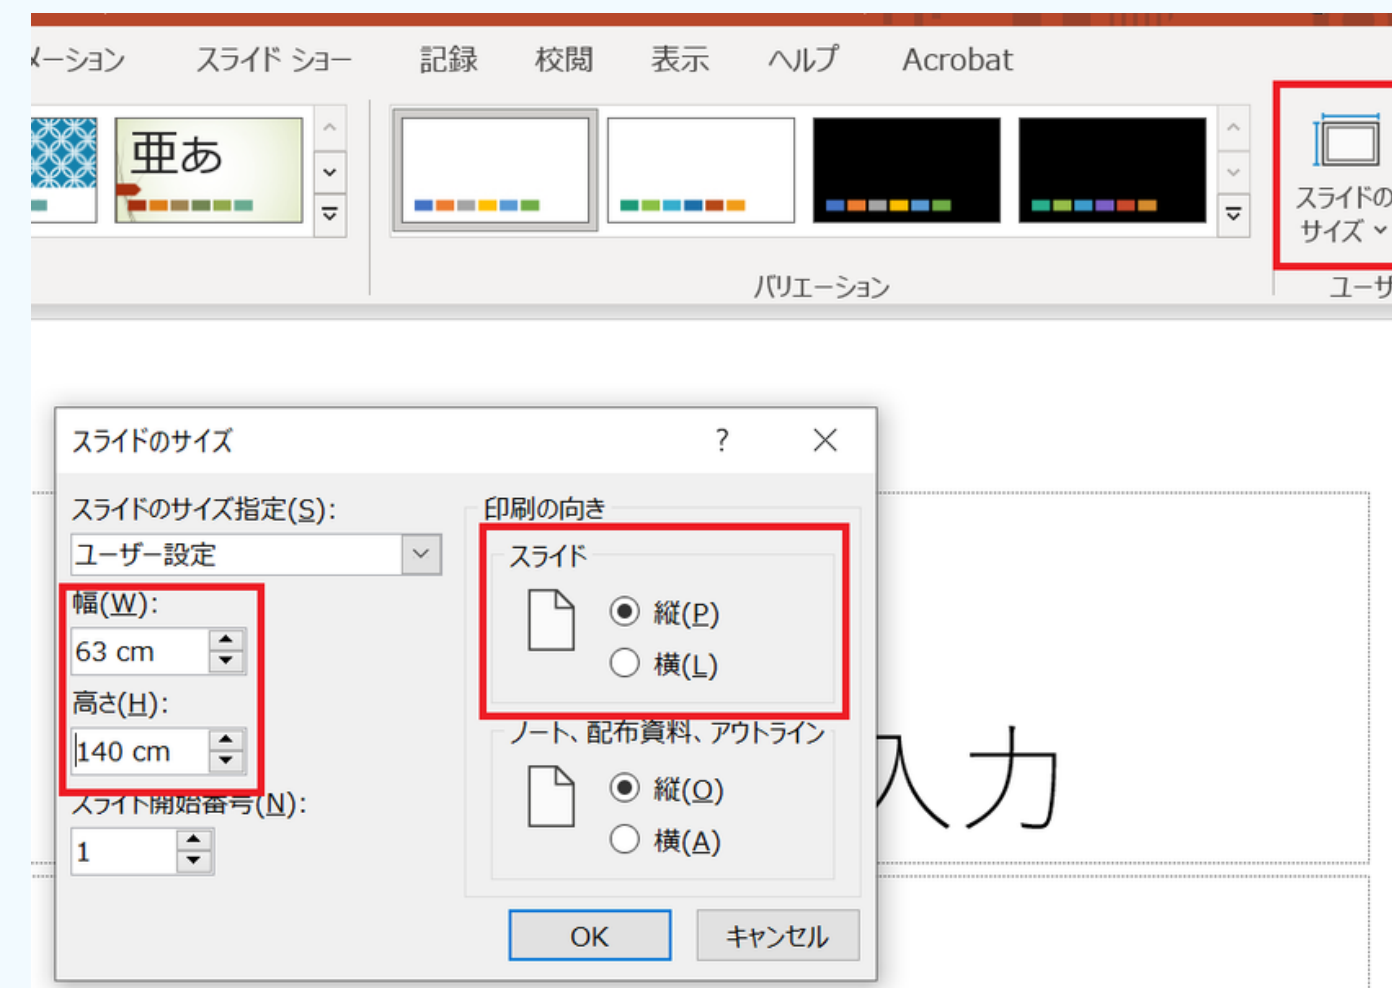 メーション スライド ショー 記録 校閲 表示 ヘルプ Acrobat
亜あ
スライドの
サイズ
バリエーション
ユーザ
スライドのサイズ ?
スライドのサイズ指定(S):
ユーザー設定
幅(W):
63 cm
高さ(H):
140 cm
スライド開始番号(N):
1
印刷の向き
スライド
縦(P)
横(L)
ノート、配布資料、アウトライン
縦(O)
横(A)
OK キャンセル
入力